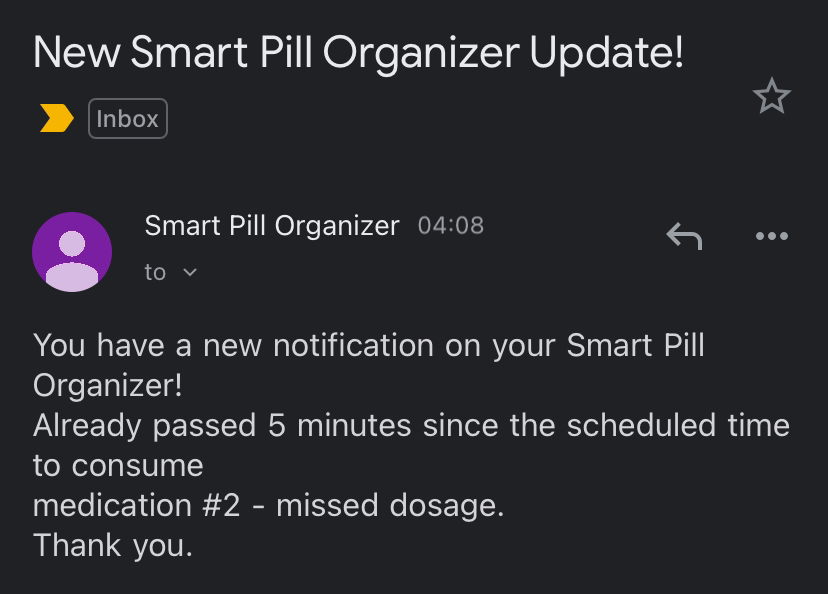 New Smart Pill Organizer Update!
Inbox
Smart Pill Organizer 04:08
to
You have a new notification on your Smart Pill
Organizer!
Already passed 5 minutes since the scheduled time
to consume
medication #2 - missed dosage.
Thank you.